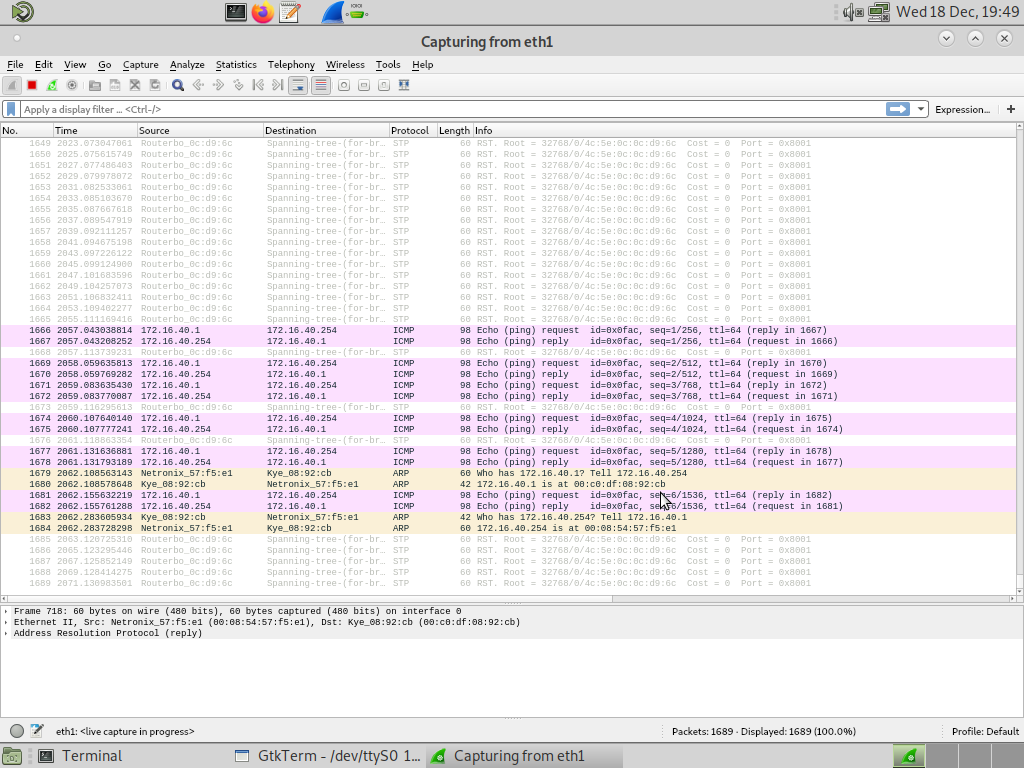 Wed 18 Dec, 19:49
Capturing from eth1
File Edit View Go Capture Analyze Statistics Telephony Wireless Tools Help
Apply a display filter ... <Ctrl-/> Expression... +
No. Time Source Destination Protocol Length Info
1649 2023.073047061 Routerbo_0c:d9:6c Spanning-tree-(for-br… STP 60 RST. Root = 32768/0/4c:5e:0c:0c:d9:6c Cost = 0 Port = 0x8001
1650 2025.075615749 Routerbo_0c:d9:6c Spanning-tree-(for-br… STP 60 RST. Root = 32768/0/4c:5e:0c:0c:d9:6c Cost = 0 Port = 0x8001
1651 2027.077486403 Routerbo_0c:d9:6c Spanning-tree-(for-br… STP 60 RST. Root = 32768/0/4c:5e:0c:0c:d9:6c Cost = 0 Port = 0x8001
1652 2029.079978072 Routerbo_0c:d9:6c Spanning-tree-(for-br… STP 60 RST. Root = 32768/0/4c:5e:0c:0c:d9:6c Cost = 0 Port = 0x8001
1653 2031.082533061 Routerbo_0c:d9:6c Spanning-tree-(for-br… STP 60 RST. Root = 32768/0/4c:5e:0c:0c:d9:6c Cost = 0 Port = 0x8001
1654 2033.085103670 Routerbo_0c:d9:6c Spanning-tree-(for-br… STP 60 RST. Root = 32768/0/4c:5e:0c:0c:d9:6c Cost = 0 Port = 0x8001
1655 2035.087667618 Routerbo_0c:d9:6c Spanning-tree-(for-br… STP 60 RST. Root = 32768/0/4c:5e:0c:0c:d9:6c Cost = 0 Port = 0x8001
1656 2037.089547919 Routerbo_0c:d9:6c Spanning-tree-(for-br… STP 60 RST. Root = 32768/0/4c:5e:0c:0c:d9:6c Cost = 0 Port = 0x8001
1657 2039.092111257 Routerbo_0c:d9:6c Spanning-tree-(for-br… STP 60 RST. Root = 32768/0/4c:5e:0c:0c:d9:6c Cost = 0 Port = 0x8001
1658 2041.094675198 Routerbo_0c:d9:6c Spanning-tree-(for-br… STP 60 RST. Root = 32768/0/4c:5e:0c:0c:d9:6c Cost = 0 Port = 0x8001
1659 2043.097226122 Routerbo_0c:d9:6c Spanning-tree-(for-br… STP 60 RST. Root = 32768/0/4c:5e:0c:0c:d9:6c Cost = 0 Port = 0x8001
1660 2045.099124900 Routerbo_0c:d9:6c Spanning-tree-(for-br… STP 60 RST. Root = 32768/0/4c:5e:0c:0c:d9:6c Cost = 0 Port = 0x8001
1661 2047.101683596 Routerbo_0c:d9:6c Spanning-tree-(for-br… STP 60 RST. Root = 32768/0/4c:5e:0c:0c:d9:6c Cost = 0 Port = 0x8001
1662 2049.104257073 Routerbo_0c:d9:6c Spanning-tree-(for-br… STP 60 RST. Root = 32768/0/4c:5e:0c:0c:d9:6c Cost = 0 Port = 0x8001
1663 2051.106832411 Routerbo_0c:d9:6c Spanning-tree-(for-br… STP 60 RST. Root = 32768/0/4c:5e:0c:0c:d9:6c Cost = 0 Port = 0x8001
1664 2053.109402277 Routerbo_0c:d9:6c Spanning-tree-(for-br… STP 60 RST. Root = 32768/0/4c:5e:0c:0c:d9:6c Cost = 0 Port = 0x8001
1665 2055.111169416 Routerbo_0c:d9:6c Spanning-tree-(for-br… STP 60 RST. Root = 32768/0/4c:5e:0c:0c:d9:6c Cost = 0 Port = 0x8001
1666 2057.043038814 172.16.40.1 172.16.40.254 ICMP 98 Echo (ping) request id=0x0fac, seq=1/256, ttl=64 (reply in 1667)
1667 2057.043208252 172.16.40.254 172.16.40.1 ICMP 98 Echo (ping) reply id=0x0fac, seq=1/256, ttl=64 (request in 1666)
1668 2057.113739231 Routerbo_0c:d9:6c Spanning-tree-(for-br… STP 60 RST. Root = 32768/0/4c:5e:0c:0c:d9:6c Cost = 0 Port = 0x8001
1669 2058.059635813 172.16.40.1 172.16.40.254 ICMP 98 Echo (ping) request id=0x0fac, seq=2/512, ttl=64 (reply in 1670)
1670 2058.059769282 172.16.40.254 172.16.40.1 ICMP 98 Echo (ping) reply id=0x0fac, seq=2/512, ttl=64 (request in 1669)
1671 2059.083635430 172.16.40.1 172.16.40.254 ICMP 98 Echo (ping) request id=0x0fac, seq=3/768, ttl=64 (reply in 1672)
1672 2059.083770087 172.16.40.254 172.16.40.1 ICMP 98 Echo (ping) reply id=0x0fac, seq=3/768, ttl=64 (request in 1671)
1673 2059.116295613 Routerbo_0c:d9:6c Spanning-tree-(for-br… STP 60 RST. Root = 32768/0/4c:5e:0c:0c:d9:6c Cost = 0 Port = 0x8001
1674 2060.107640140 172.16.40.1 172.16.40.254 ICMP 98 Echo (ping) request id=0x0fac, seq=4/1024, ttl=64 (reply in 1675)
1675 2060.107777241 172.16.40.254 172.16.40.1 ICMP 98 Echo (ping) reply id=0x0fac, seq=4/1024, ttl=64 (request in 1674)
1676 2061.118863354 Routerbo_0c:d9:6c Spanning-tree-(for-br… STP 60 RST. Root = 32768/0/4c:5e:0c:0c:d9:6c Cost = 0 Port = 0x8001
1677 2061.131636881 172.16.40.1 172.16.40.254 ICMP 98 Echo (ping) request id=0x0fac, seq=5/1280, ttl=64 (reply in 1678)
1678 2061.131793189 172.16.40.254 172.16.40.1 ICMP 98 Echo (ping) reply id=0x0fac, seq=5/1280, ttl=64 (request in 1677)
1679 2062.108563143 Netronix_57:f5:e1 Kye_08:92:cb ARP 60 Who has 172.16.40.1? Tell 172.16.40.254
1680 2062.108578648 Kye_08:92:cb Netronix_57:f5:e1 ARP 42 172.16.40.1 is at 00:c0:df:08:92:cb
1681 2062.155632219 172.16.40.1 172.16.40.254 ICMP 98 Echo (ping) request id=0x0fac, seq=6/1536, ttl=64 (reply in 1682)
1682 2062.155761288 172.16.40.254 172.16.40.1 ICMP 98 Echo (ping) reply id=0x0fac, seq=6/1536, ttl=64 (request in 1681)
1683 2062.283605934 Kye_08:92:cb Netronix_57:f5:e1 ARP 42 Who has 172.16.40.254? Tell 172.16.40.1
1684 2062.283728298 Netronix_57:f5:e1 Kye_08:92:cb ARP 60 172.16.40.254 is at 00:08:54:57:f5:e1
1685 2063.120725310 Routerbo_0c:d9:6c Spanning-tree-(for-br… STP 60 RST. Root = 32768/0/4c:5e:0c:0c:d9:6c Cost = 0 Port = 0x8001
1686 2065.123295446 Routerbo_0c:d9:6c Spanning-tree-(for-br… STP 60 RST. Root = 32768/0/4c:5e:0c:0c:d9:6c Cost = 0 Port = 0x8001
1687 2067.125852149 Routerbo_0c:d9:6c Spanning-tree-(for-br… STP 60 RST. Root = 32768/0/4c:5e:0c:0c:d9:6c Cost = 0 Port = 0x8001
1688 2069.128414275 Routerbo_0c:d9:6c Spanning-tree-(for-br… STP 60 RST. Root = 32768/0/4c:5e:0c:0c:d9:6c Cost = 0 Port = 0x8001
1689 2071.130983501 Routerbo_0c:d9:6c Spanning-tree-(for-br… STP 60 RST. Root = 32768/0/4c:5e:0c:0c:d9:6c Cost = 0 Port = 0x8001
Frame 718: 60 bytes on wire (480 bits), 60 bytes captured (480 bits) on interface 0
Ethernet II, Src: Netronix_57:f5:e1 (00:08:54:57:f5:e1), Dst: Kye_08:92:cb (00:c0:df:08:92:cb)
Address Resolution Protocol (reply)
eth1: <live capture in progress> Packets: 1689 · Displayed: 1689 (100.0%) Profile: Default
Terminal GtkTerm - /dev/ttyS0 1... Capturing from eth1